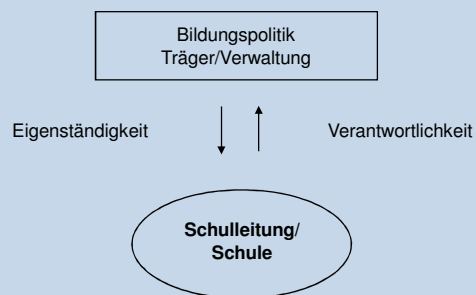 Bildungspolitik
Träger/Verwaltung
Eigenständigkeit
Verantwortlichkeit
Schulleitung/
Schule